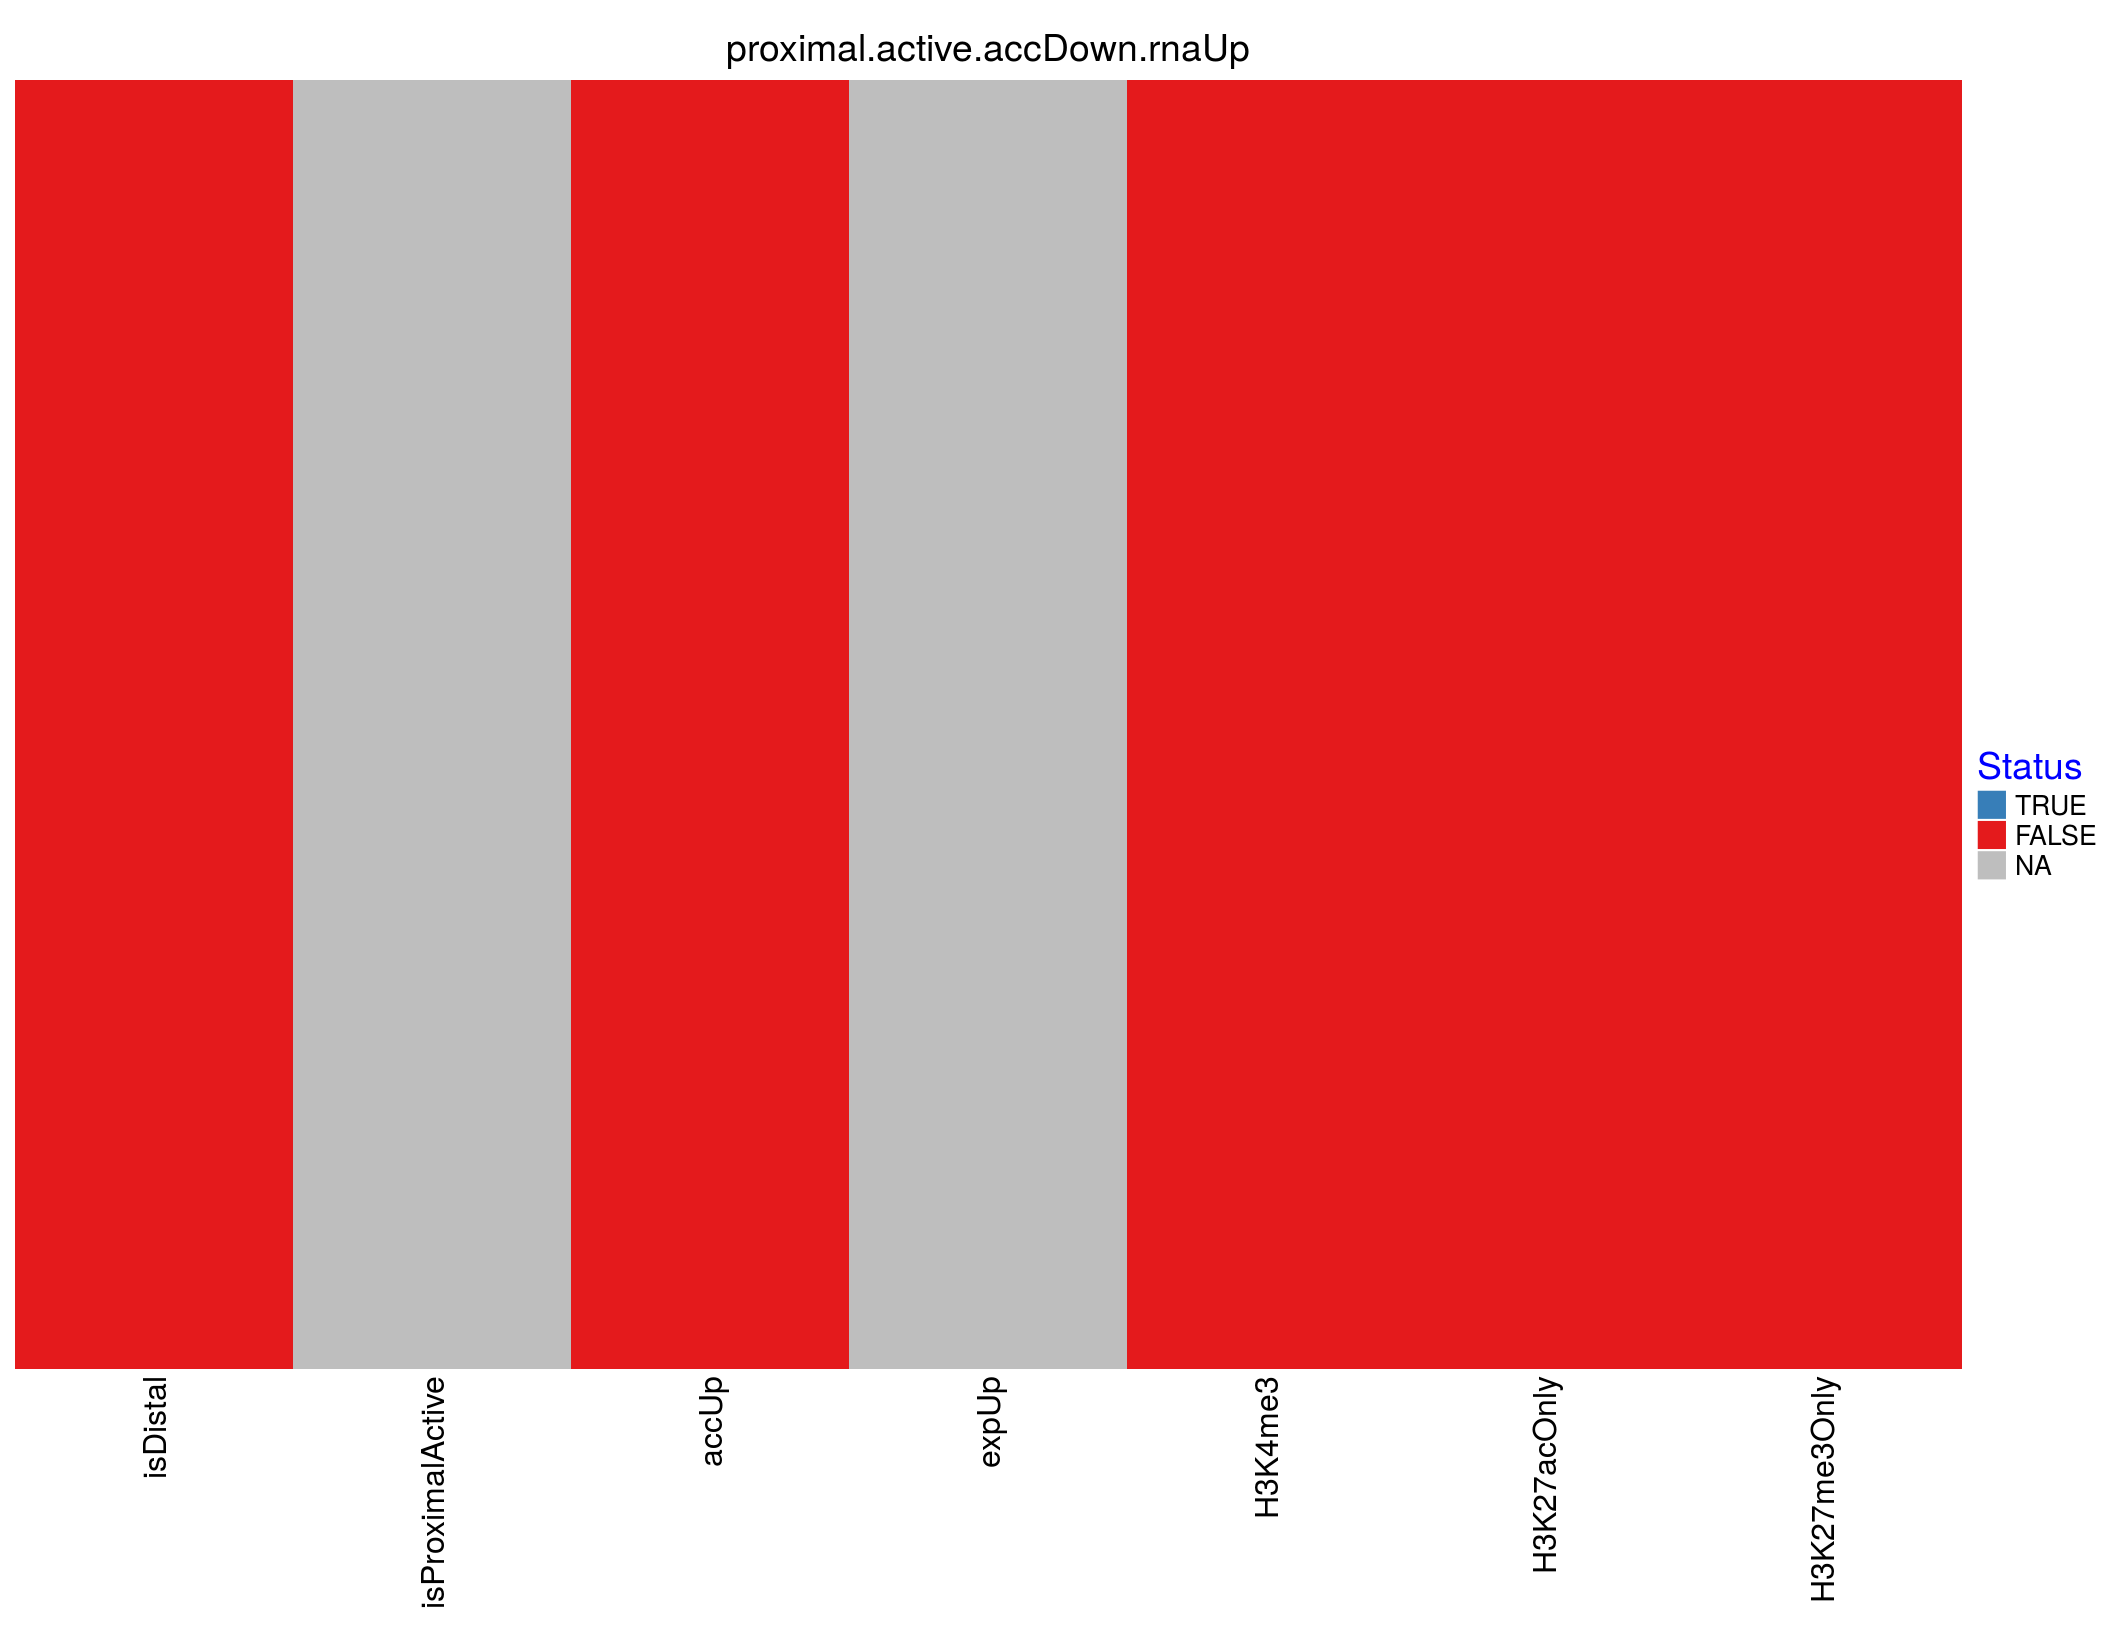 proximal.active.accDown.rnaUp
Status
TRUE
FALSE
NA
isDistal
isProximalActive
accUp
expUp
H3K4me3
H3K27acOnly
H3K27me3Only